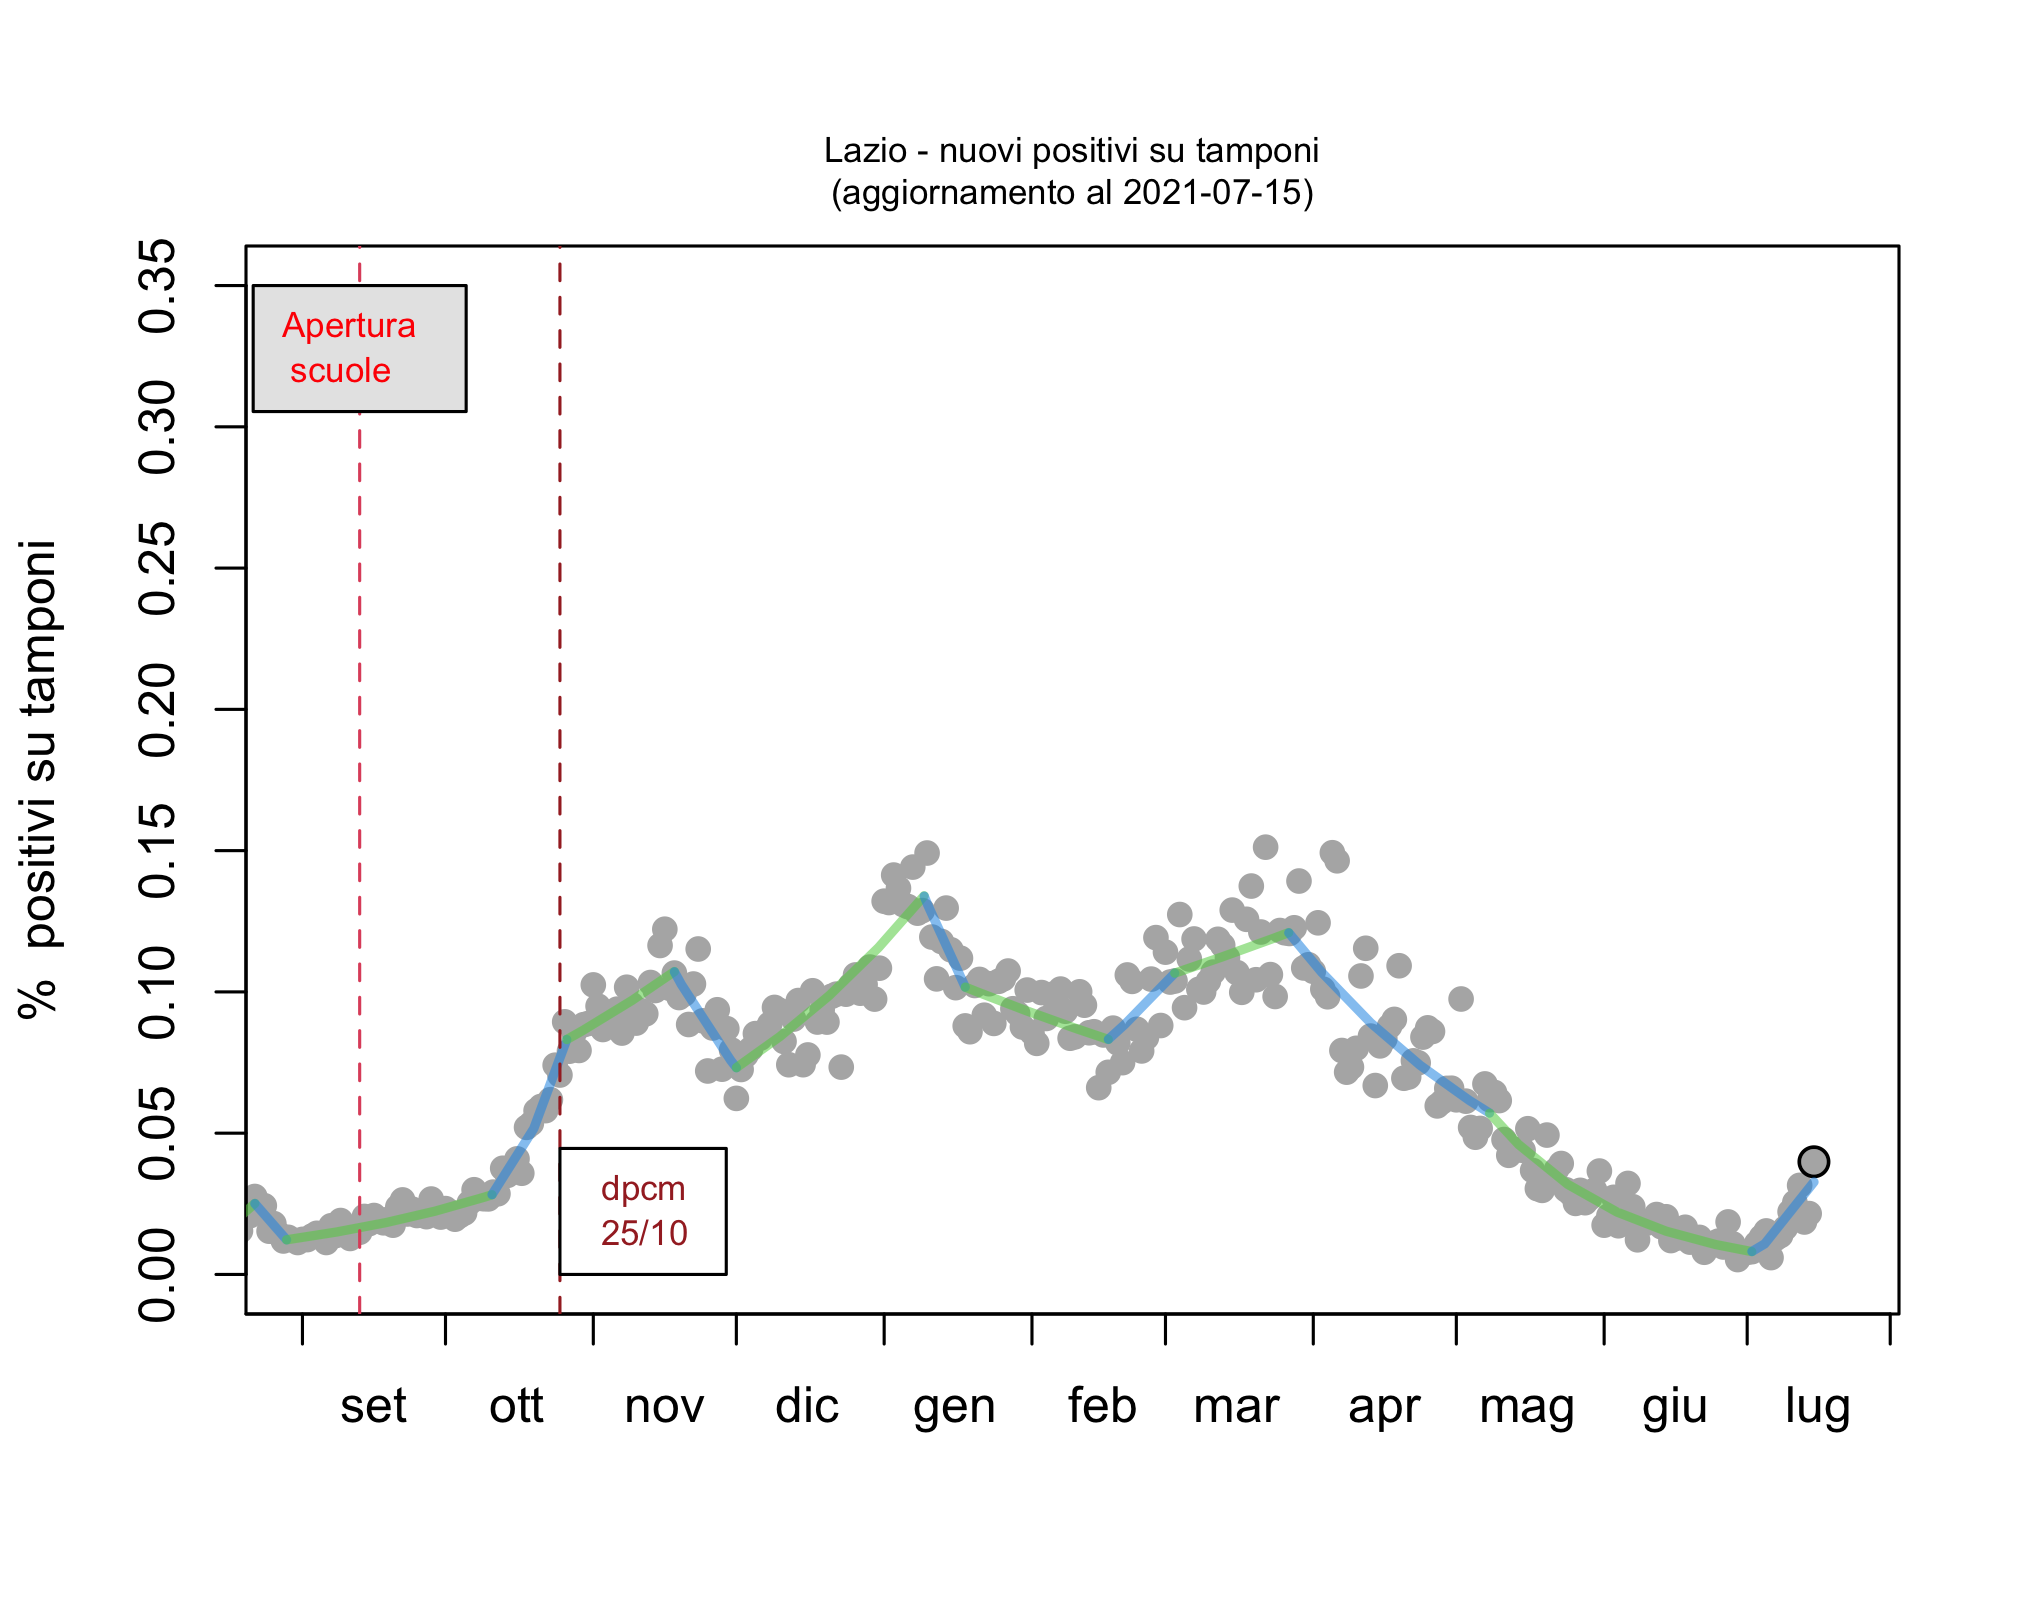 Lazio - nuovi positivi su tamponi
(aggiornamento al 2021-07-15)
% positivi su tamponi
0.35
0.30
0.25
0.20
0.15
0.10
0.05
0.00
Apertura
scuole
dpcm
25/10
set ott nov dic gen feb mar apr mag giu lug